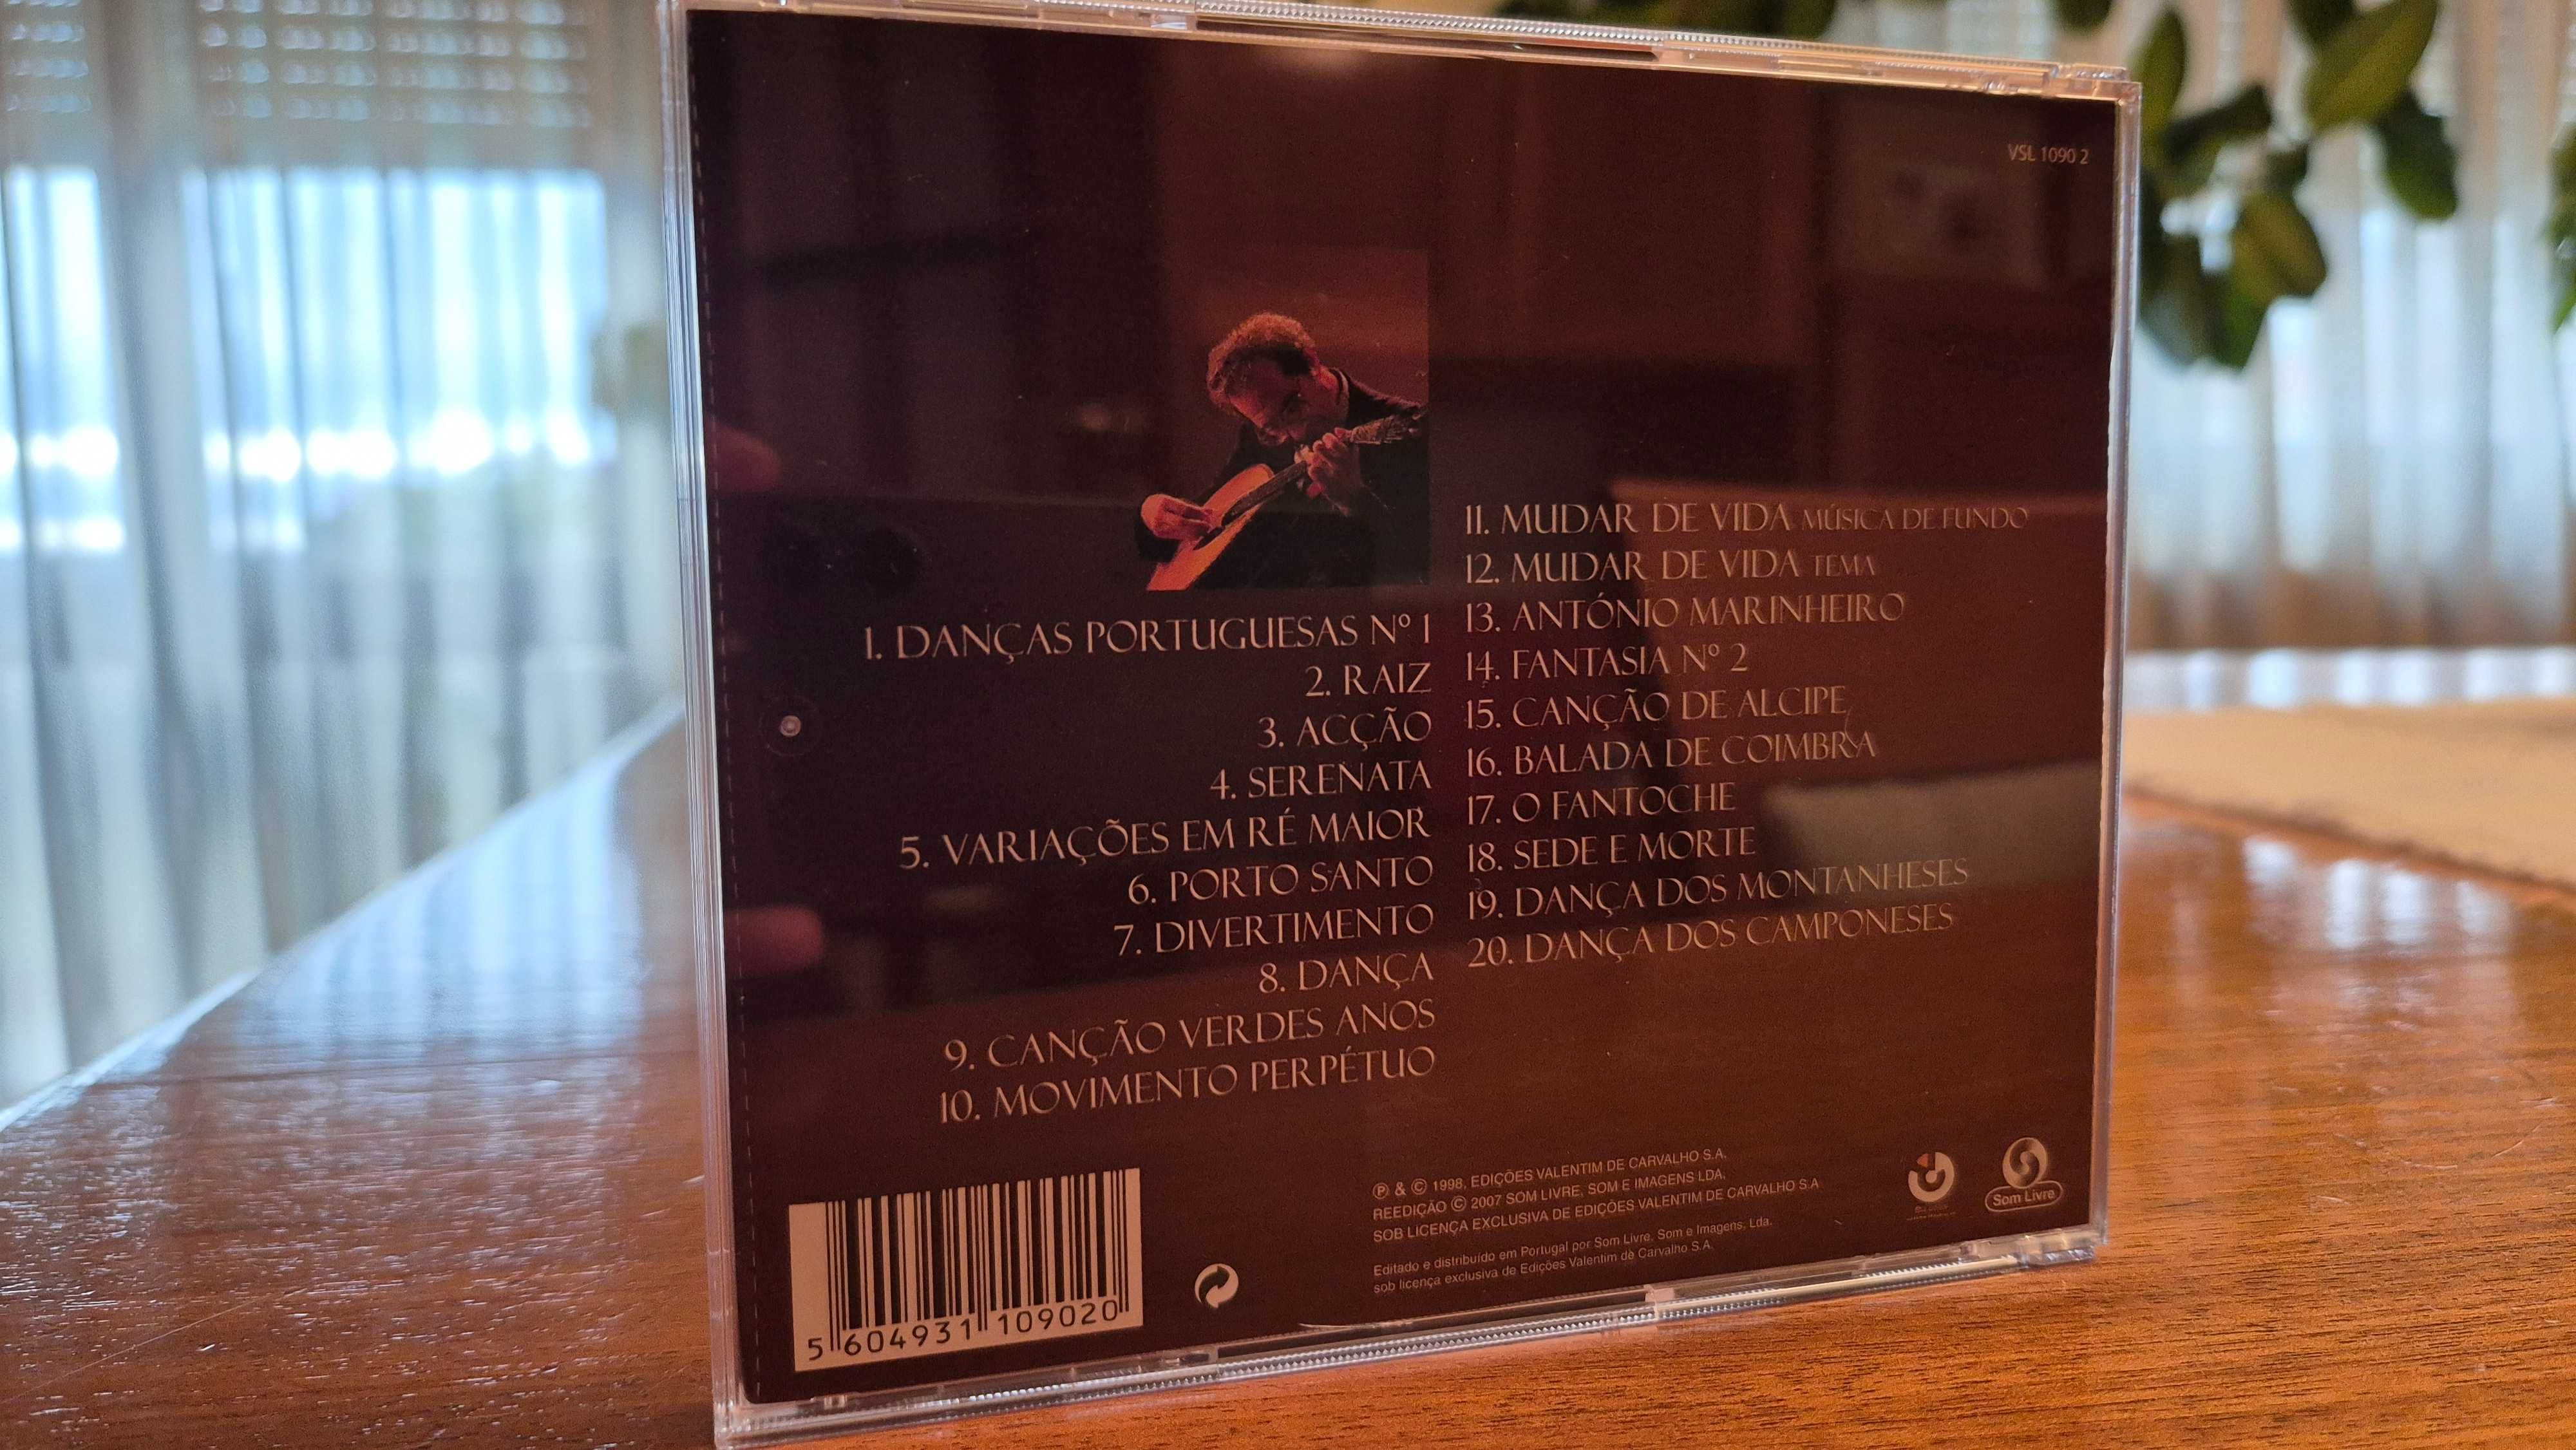 VSL 1090 2
1. DANÇAS PORTUGUESAS Nº 1
2. RAIZ
3. ACÇÃO
4. SERENATA
5. VARIAÇÕES EM RÉ MAIOR
6. PORTO SANTO
7. DIVERTIMENTO
8. DANÇA
9. CANÇÃO VERDES ANOS
10. MOVIMENTO PERPÉTUO
11. MUDAR DE VIDA MÚSICA DE FUNDO
12. MUDAR DE VIDA TEMA
13. ANTÓNIO MARINHEIRO
14. FANTASIA Nº 2
15. CANÇÃO DE ALCIPE
16. BALADA DE COIMBRA
17. O FANTOCHE
18. SEDE E MORTE
19. DANÇA DOS MONTANHESES
20. DANÇA DOS CAMPONESES
5 604931 109020
℗ & © 1998, EDIÇÕES VALENTIM DE CARVALHO S.A.
REEDIÇÃO © 2007 SOM LIVRE, SOM E IMAGENS LDA,
SOB LICENÇA EXCLUSIVA DE EDIÇÕES VALENTIM DE CARVALHO S.A
Editado e distribuído em Portugal por Som Livre, Som e Imagens, Lda.
sob licença exclusiva de Edições Valentim de Carvalho S.A.
Som Livre